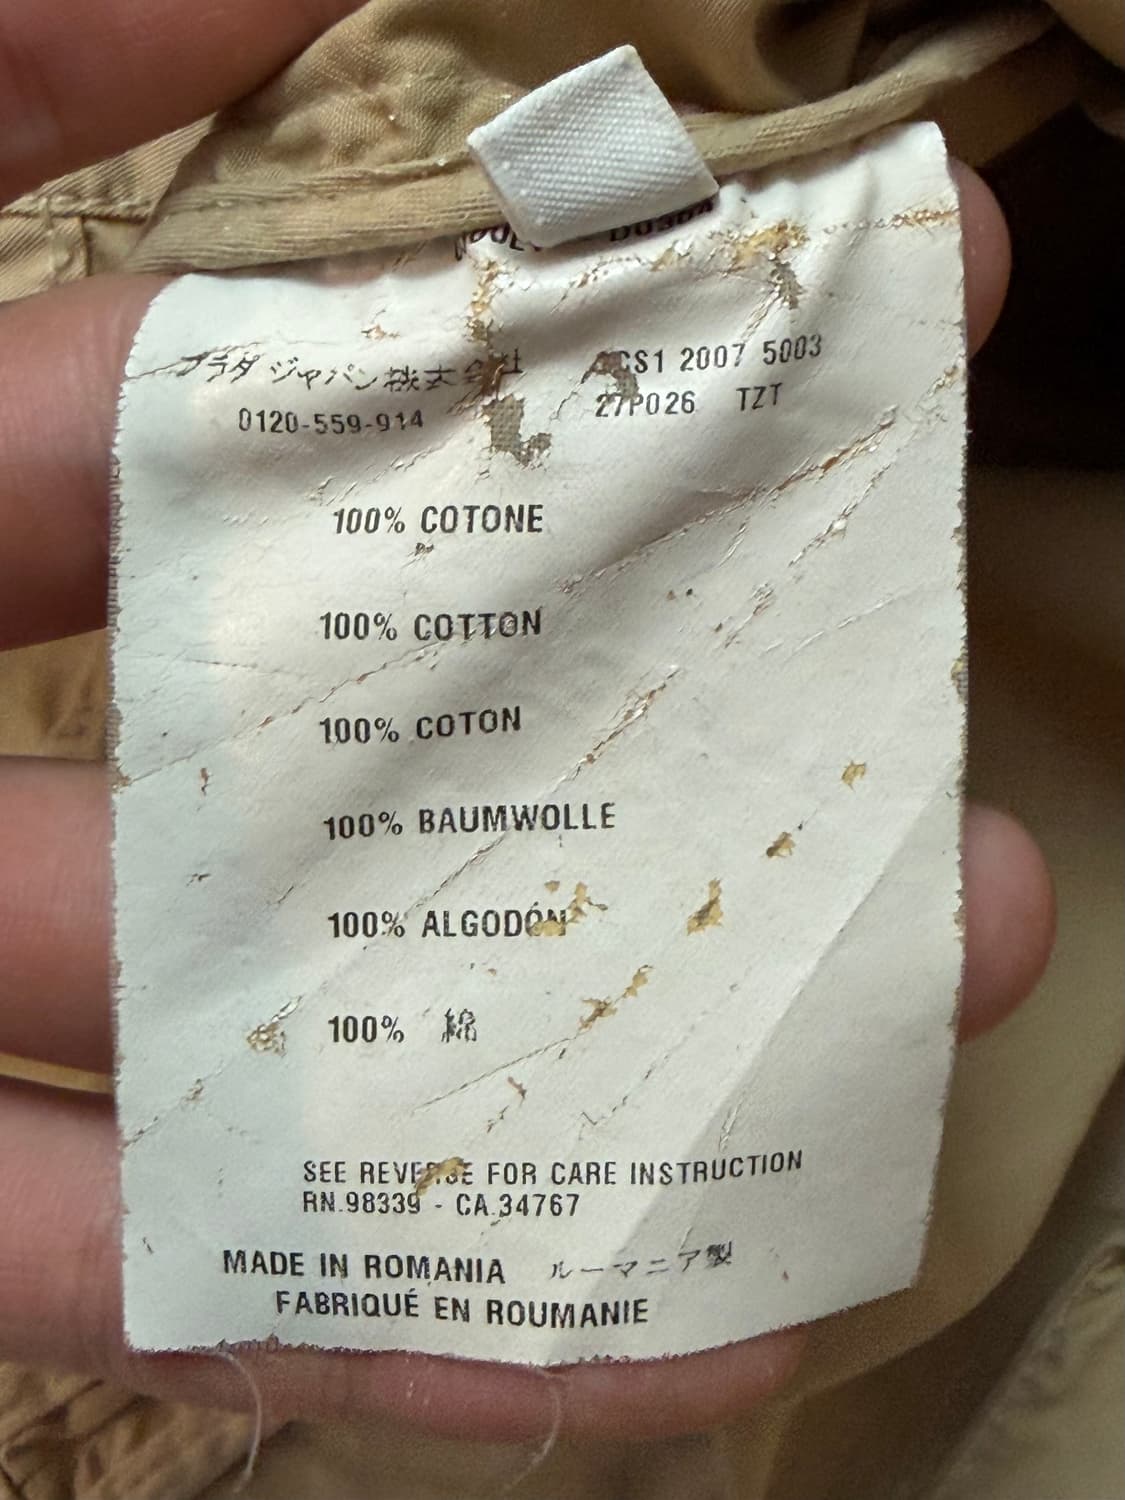 プラダ ジャパン株式会社
0120-559-914
2007 5003
27P026 TZT
100% COTONE
100% COTTON
100% COTON
100% BAUMWOLLE
100% ALGODÓN
100% 綿
SEE REVERSE FOR CARE INSTRUCTION
RN.98339 - CA.34767
MADE IN ROMANIA ルーマニア製
FABRIQUÉ EN ROUMANIE